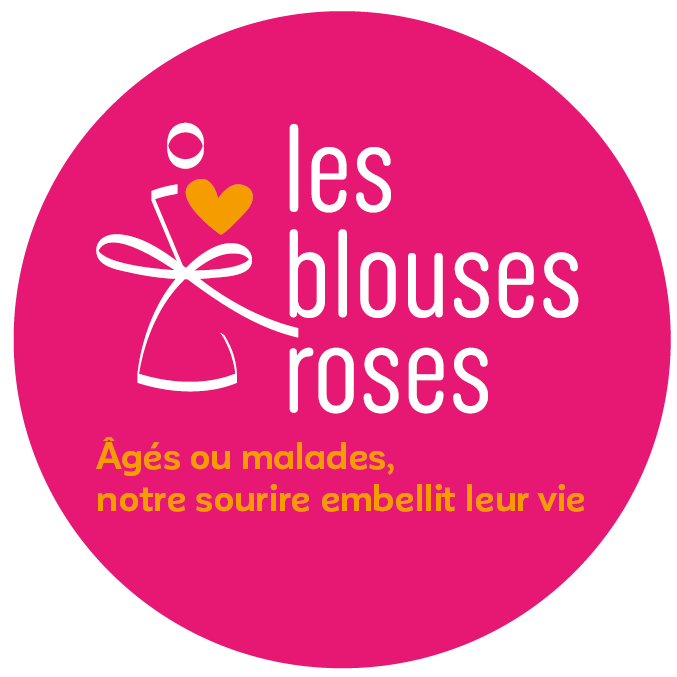 les
blouses
roses
Âgés ou malades,
notre sourire embellit leur vie